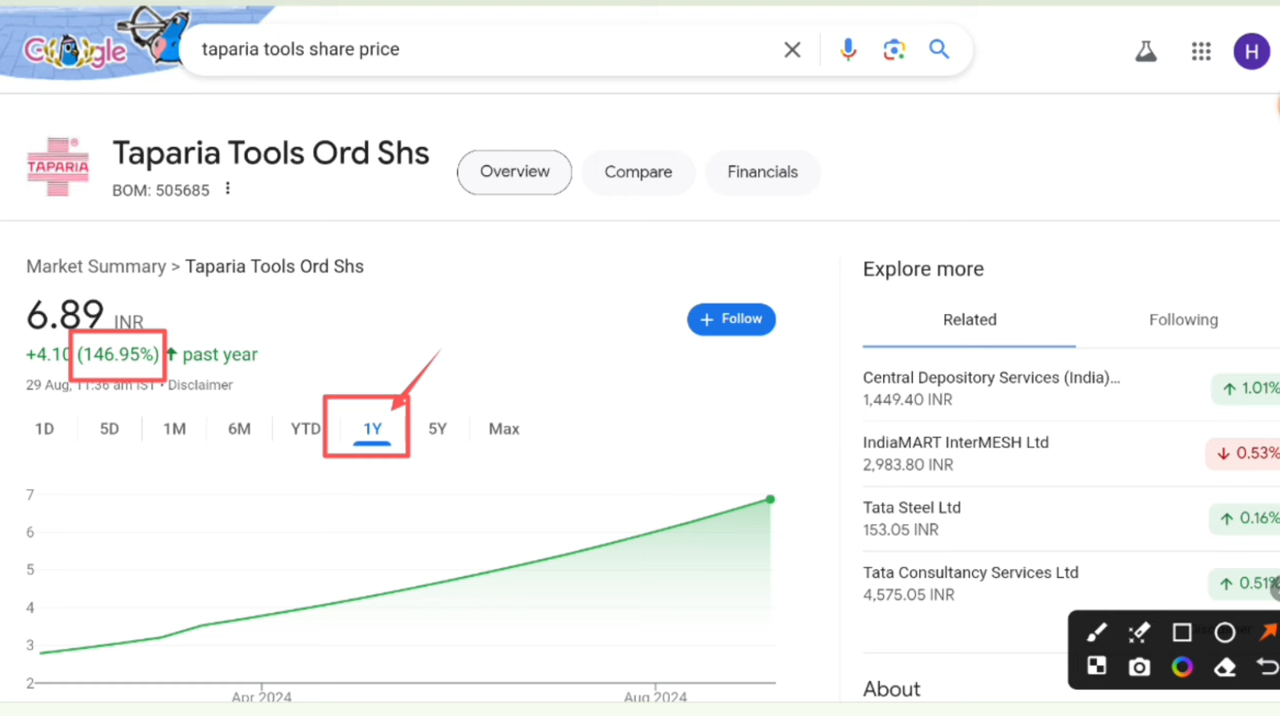 Google
taparia tools share price
H
TAPARIA
Taparia Tools Ord Shs
BOM: 505685
Overview
Compare
Financials
Market Summary > Taparia Tools Ord Shs
6.89 INR
+ Follow
+4.10 (146.95%) past year
29 Aug, 11:36 am IST • Disclaimer
1D 5D 1M 6M YTD 1Y 5Y Max
7
6
5
4
3
2
Apr 2024 Aug 2024
Explore more
Related Following
Central Depository Services (India)...
1,449.40 INR
1.01%
IndiaMART InterMESH Ltd
2,983.80 INR
0.53%
Tata Steel Ltd
153.05 INR
0.16%
Tata Consultancy Services Ltd
4,575.05 INR
0.51%
About